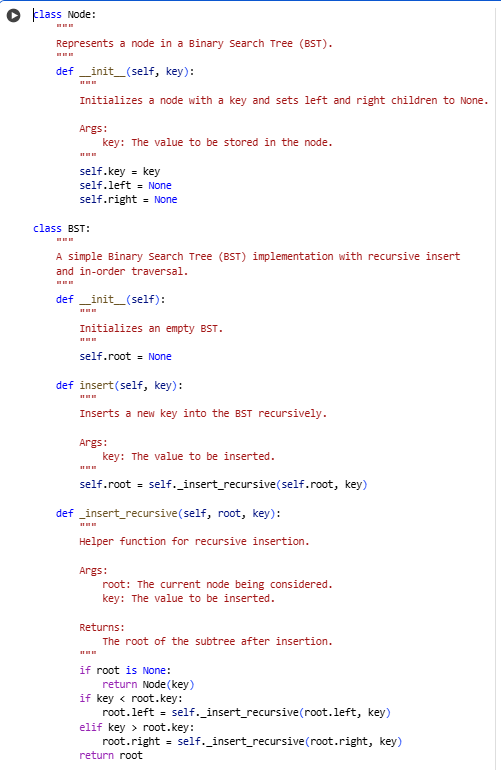 class Node:
    """
    Represents a node in a Binary Search Tree (BST).
    """
    def __init__(self, key):
        """
        Initializes a node with a key and sets left and right children to None.

        Args:
            key: The value to be stored in the node.
        """
        self.key = key
        self.left = None
        self.right = None

class BST:
    """
    A simple Binary Search Tree (BST) implementation with recursive insert
    and in-order traversal.
    """
    def __init__(self):
        """
        Initializes an empty BST.
        """
        self.root = None

    def insert(self, key):
        """
        Inserts a new key into the BST recursively.

        Args:
            key: The value to be inserted.
        """
        self.root = self._insert_recursive(self.root, key)

    def _insert_recursive(self, root, key):
        """
        Helper function for recursive insertion.

        Args:
            root: The current node being considered.
            key: The value to be inserted.

        Returns:
            The root of the subtree after insertion.
        """
        if root is None:
            return Node(key)
        if key < root.key:
            root.left = self._insert_recursive(root.left, key)
        elif key > root.key:
            root.right = self._insert_recursive(root.right, key)
        return root